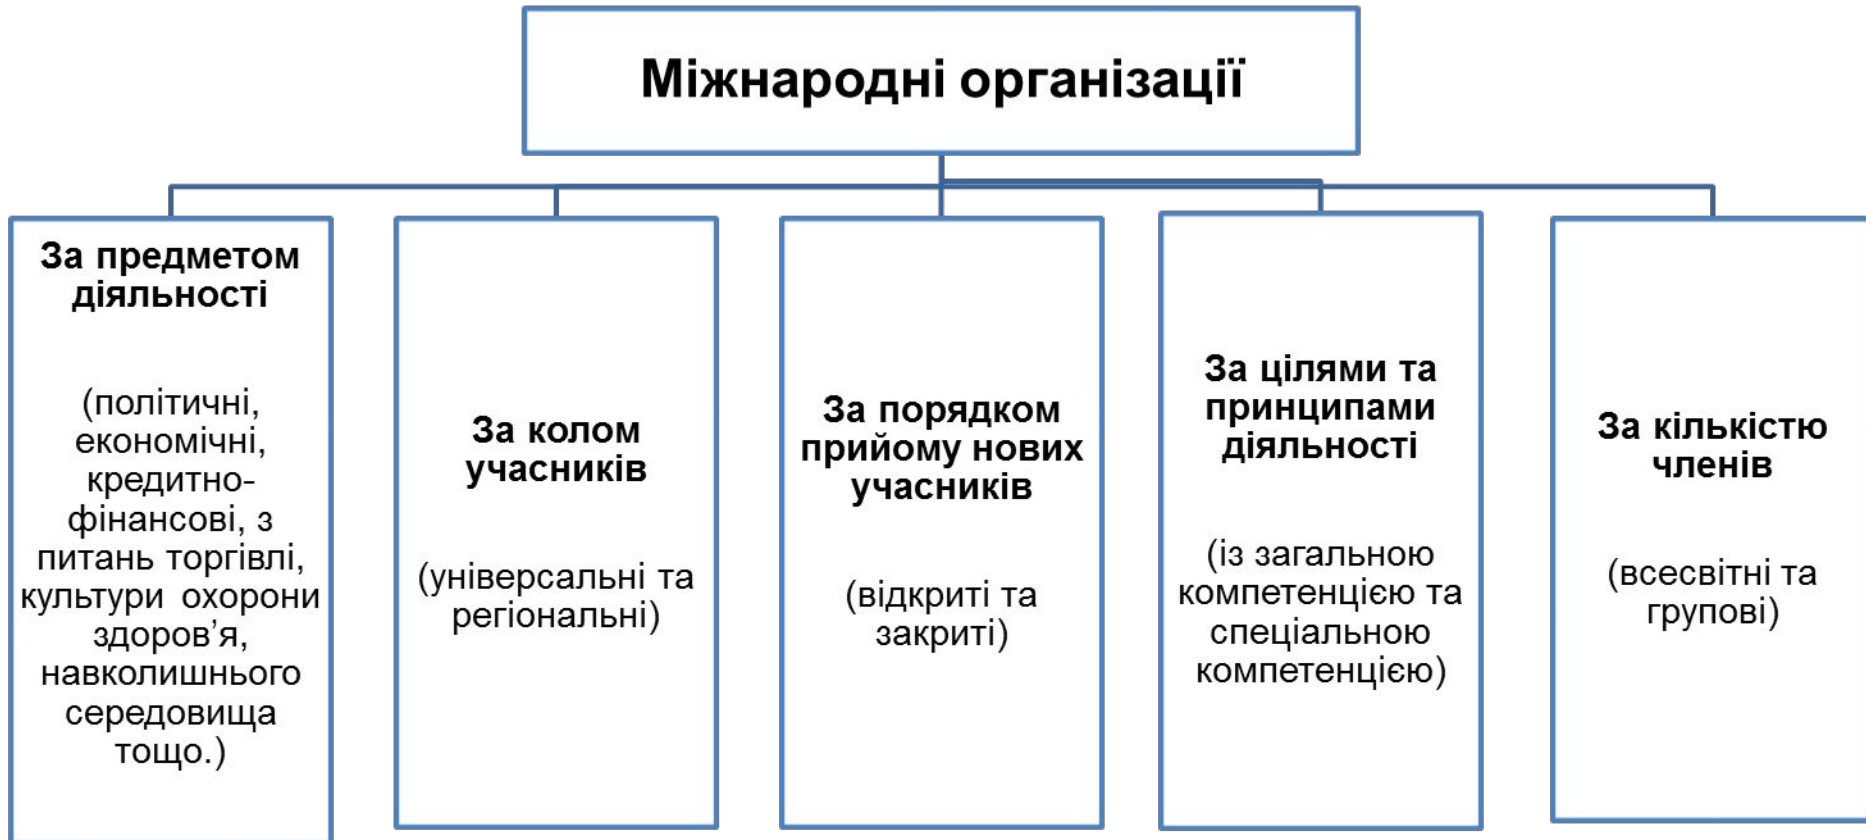 Міжнародні організації
За предметом
діяльності
(політичні,
економічні,
кредитно-
фінансові, з
питань торгівлі,
культури охорони
здоров’я,
навколишнього
середовища
тощо.)
За колом
учасників
(універсальні та
регіональні)
За порядком
прийому нових
учасників
(відкриті та
закриті)
За цілями та
принципами
діяльності
(із загальною
компетенцією та
спеціальною
компетенцією)
За кількістю
членів
(всесвітні та
групові)